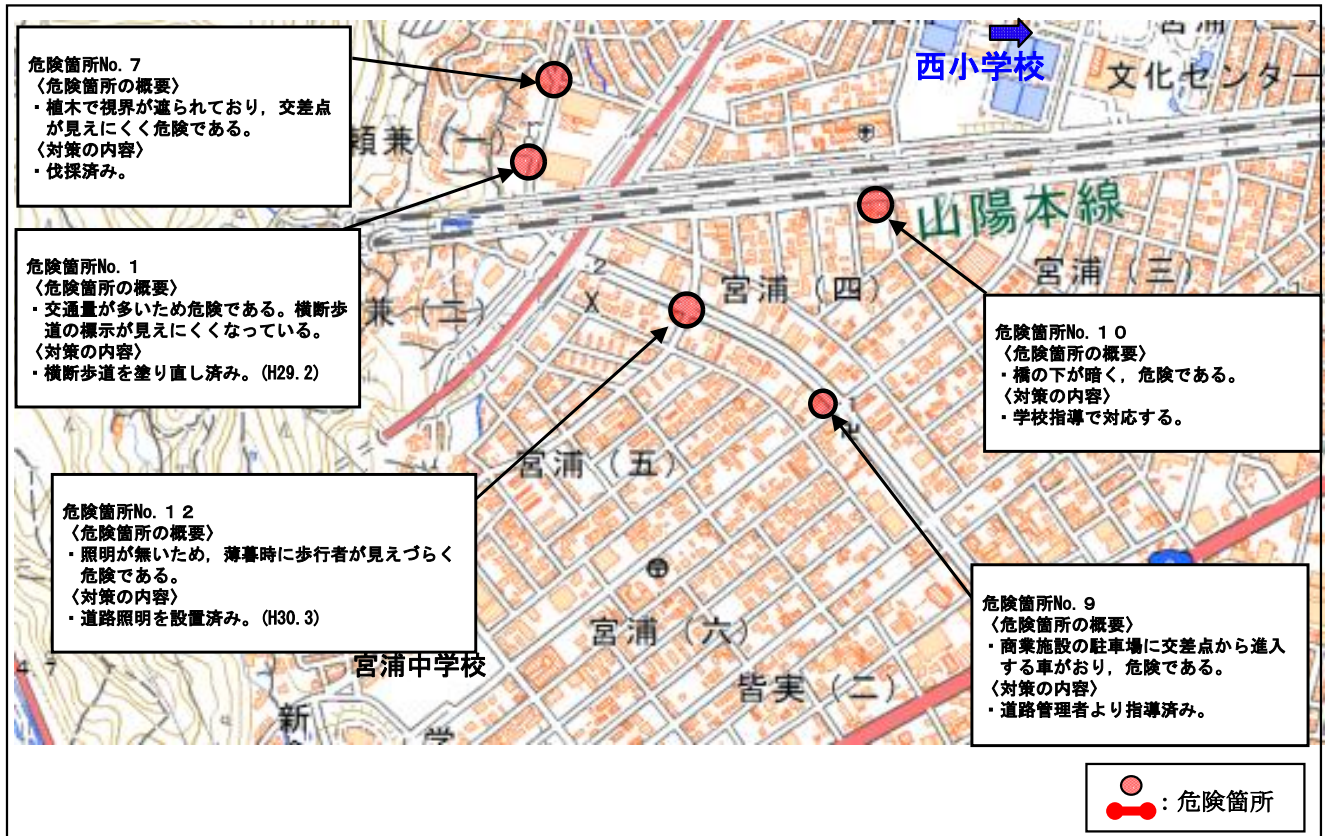 危険箇所No.７
〈危険箇所の概要〉
・植木で視界が遮られており，交差点
が見えにくく危険である。
〈対策の内容〉
・伐採済み。
危険箇所No.１
〈危険箇所の概要〉
・交通量が多いため危険である。横断歩
道の標示が見えにくくなっている。
〈対策の内容〉
・横断歩道を塗り直し済み。(H29.2)
危険箇所No.１２
〈危険箇所の概要〉
・照明が無いため，薄暮時に歩行者が見えづらく
危険である。
〈対策の内容〉
・道路照明を設置済み。(H30.3)
西小学校
文化センター
頼兼（一）
兼（二）
山陽本線
宮浦（三）
宮浦（四）
2
危険箇所No.１０
〈危険箇所の概要〉
・橋の下が暗く，危険である。
〈対策の内容〉
・学校指導で対応する。
宮浦（五）
宮浦（六）
皆実（二）
宮浦中学校
新
学
47
危険箇所No.９
〈危険箇所の概要〉
・商業施設の駐車場に交差点から進入
する車がおり，危険である。
〈対策の内容〉
・道路管理者より指導済み。
：危険箇所